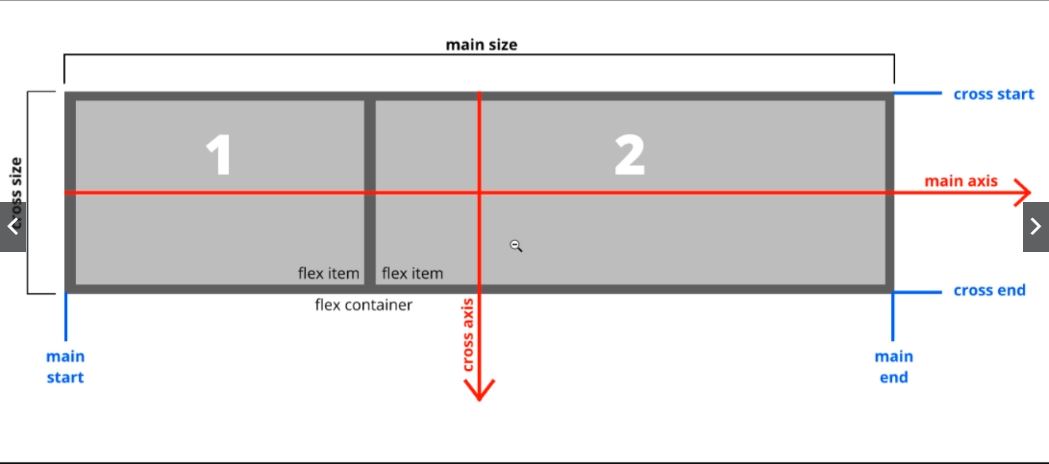 main size
cross start
1
2
cross size
main axis
flex item
flex item
cross end
flex container
cross axis
main
start
main
end